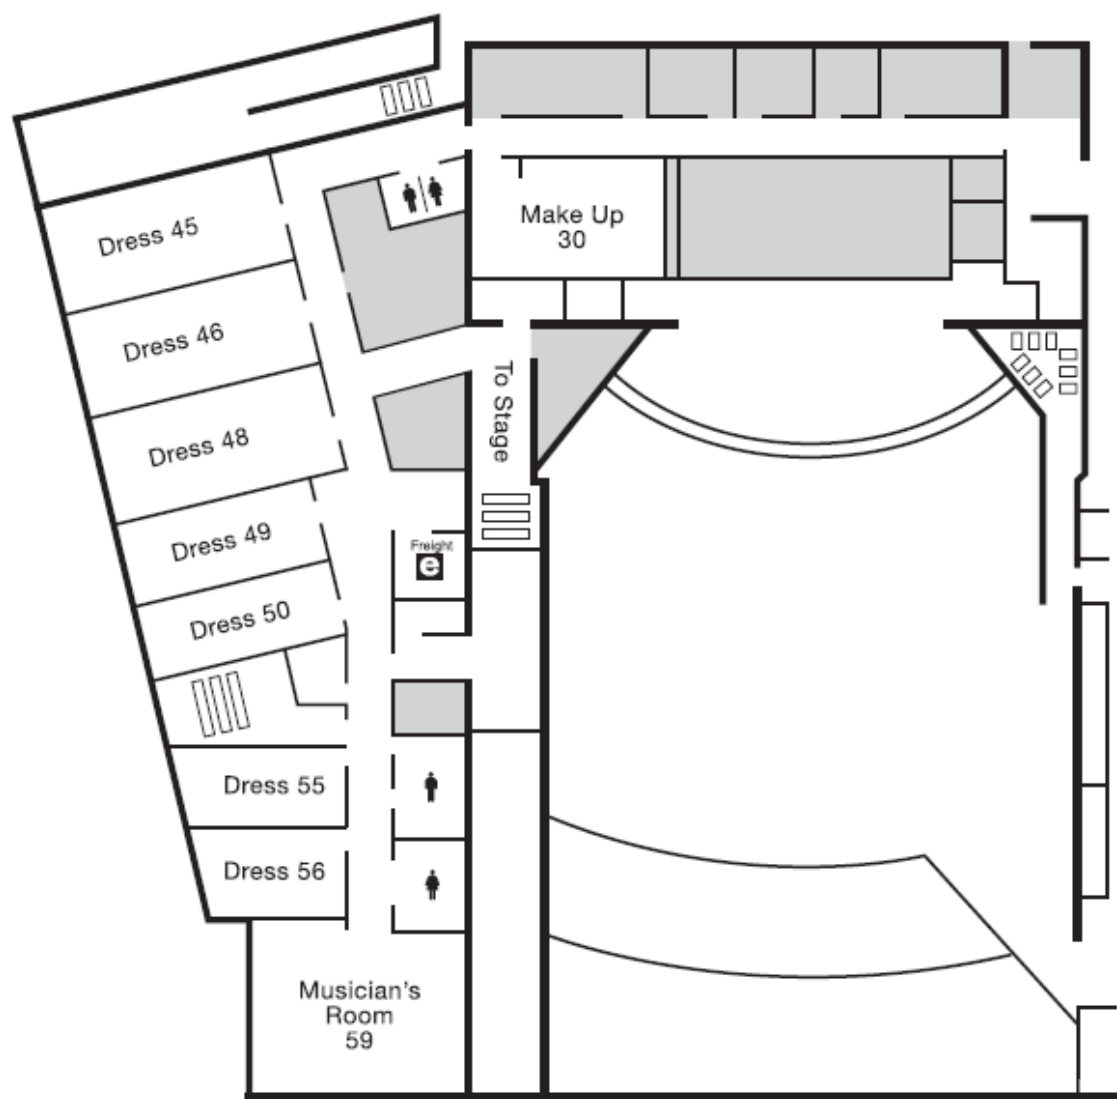 Dress 45
Make Up
30
Dress 46
To Stage
Dress 48
Dress 49
Freight
e
Dress 50
Dress 55
Dress 56
Musician's
Room
59